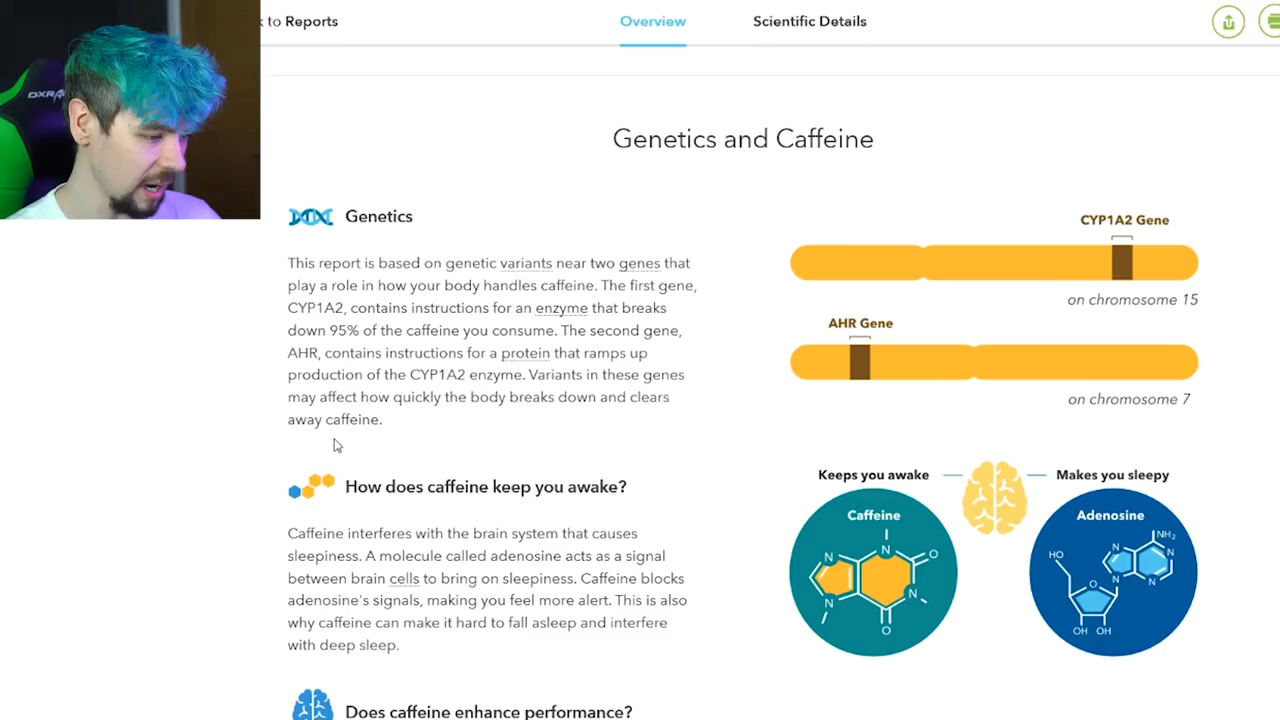 k to Reports
Overview
Scientific Details
DXRA
Genetics and Caffeine
Genetics
This report is based on genetic variants near two genes that
play a role in how your body handles caffeine. The first gene,
CYP1A2, contains instructions for an enzyme that breaks
down 95% of the caffeine you consume. The second gene,
AHR, contains instructions for a protein that ramps up
production of the CYP1A2 enzyme. Variants in these genes
may affect how quickly the body breaks down and clears
away caffeine.
CYP1A2 Gene
on chromosome 15
AHR Gene
on chromosome 7
How does caffeine keep you awake?
Caffeine interferes with the brain system that causes
sleepiness. A molecule called adenosine acts as a signal
between brain cells to bring on sleepiness. Caffeine blocks
adenosine's signals, making you feel more alert. This is also
why caffeine can make it hard to fall asleep and interfere
with deep sleep.
Keeps you awake
Makes you sleepy
Caffeine
N
N
O
N
N
O
Adenosine
NH₂
HO
N
N
N
N
O
OH OH
Does caffeine enhance performance?